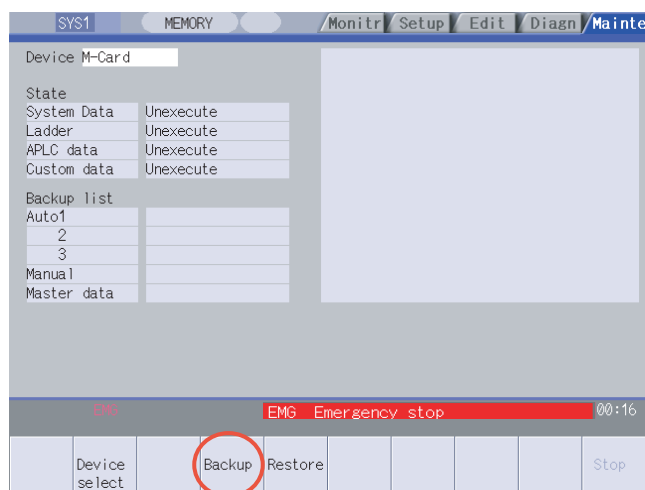 SYS1 MEMORY Monitr Setup Edit Diagn Mainte
Device M-Card
State
System Data Unexecute
Ladder Unexecute
APLC data Unexecute
Custom data Unexecute
Backup list
Auto1
2
3
Manual
Master data
EMG EMG Emergency stop 00:16
Device select Backup Restore Stop